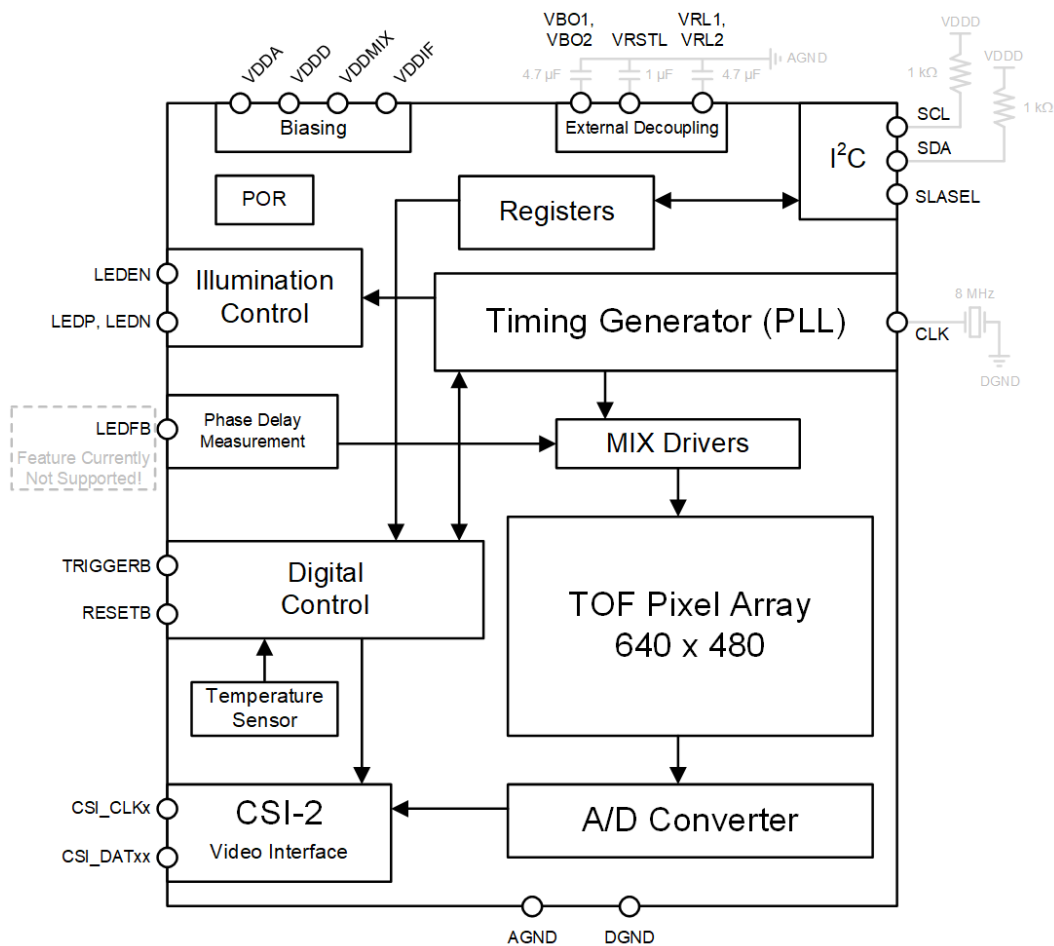 VDDA
VDDD
VDDMIX
VDDIF
VBO1,
VBO2
VRSTL
VRL1,
VRL2
4.7 µF
1 µF
4.7 µF
AGND
VDDD
VDDD
1 kΩ
1 kΩ
Biasing
External Decoupling
I²C
SCL
SDA
SLASEL
POR
Registers
LEDEN
LEDP, LEDN
Illumination
Control
Timing Generator (PLL)
8 MHz
CLK
DGND
LEDFB
Feature Currently
Not Supported!
Phase Delay
Measurement
MIX Drivers
TRIGGERB
RESETB
Digital
Control
TOF Pixel Array
640 x 480
Temperature
Sensor
CSI_CLKx
CSI_DATxx
CSI-2
Video Interface
A/D Converter
AGND
DGND